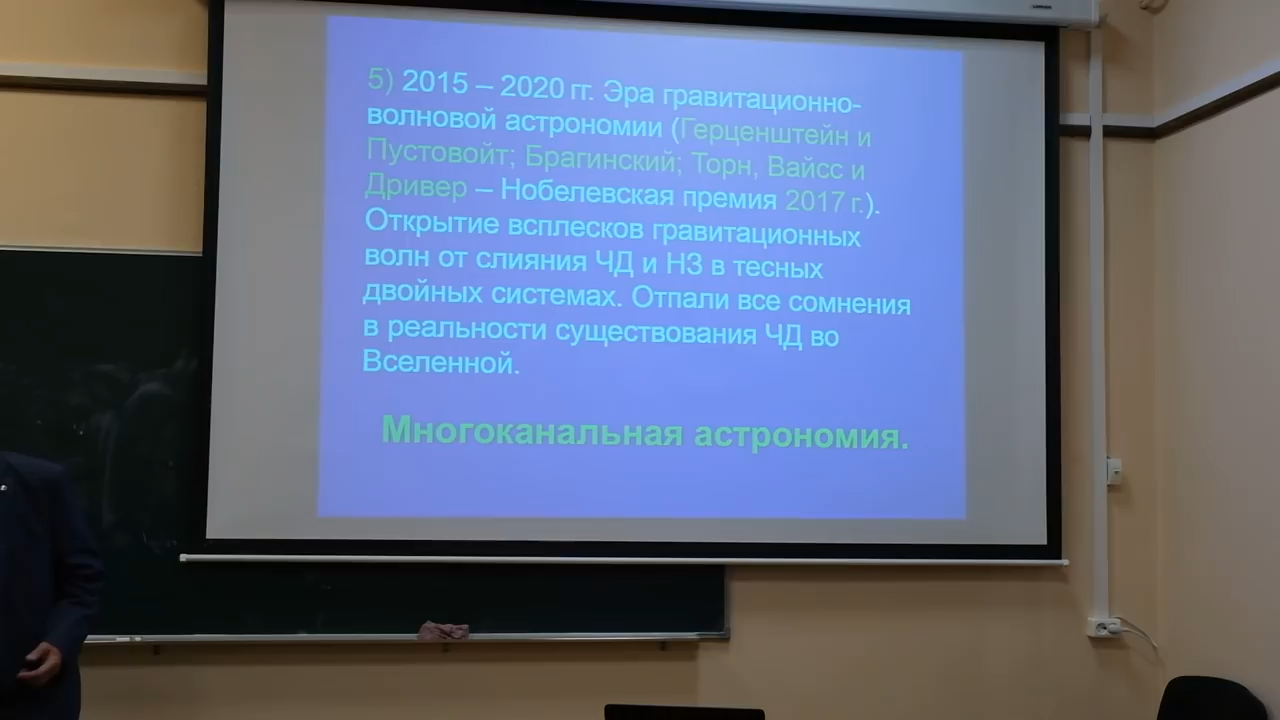 5) 2015 – 2020 гг. Эра гравитационно-
волновой астрономии (Герценштейн и
Пустовойт; Брагинский; Торн, Вайсс и
Дривер – Нобелевская премия 2017 г.).
Открытие всплесков гравитационных
волн от слияния ЧД и НЗ в тесных
двойных системах. Отпали все сомнения
в реальности существования ЧД во
Вселенной.
Многоканальная астрономия.